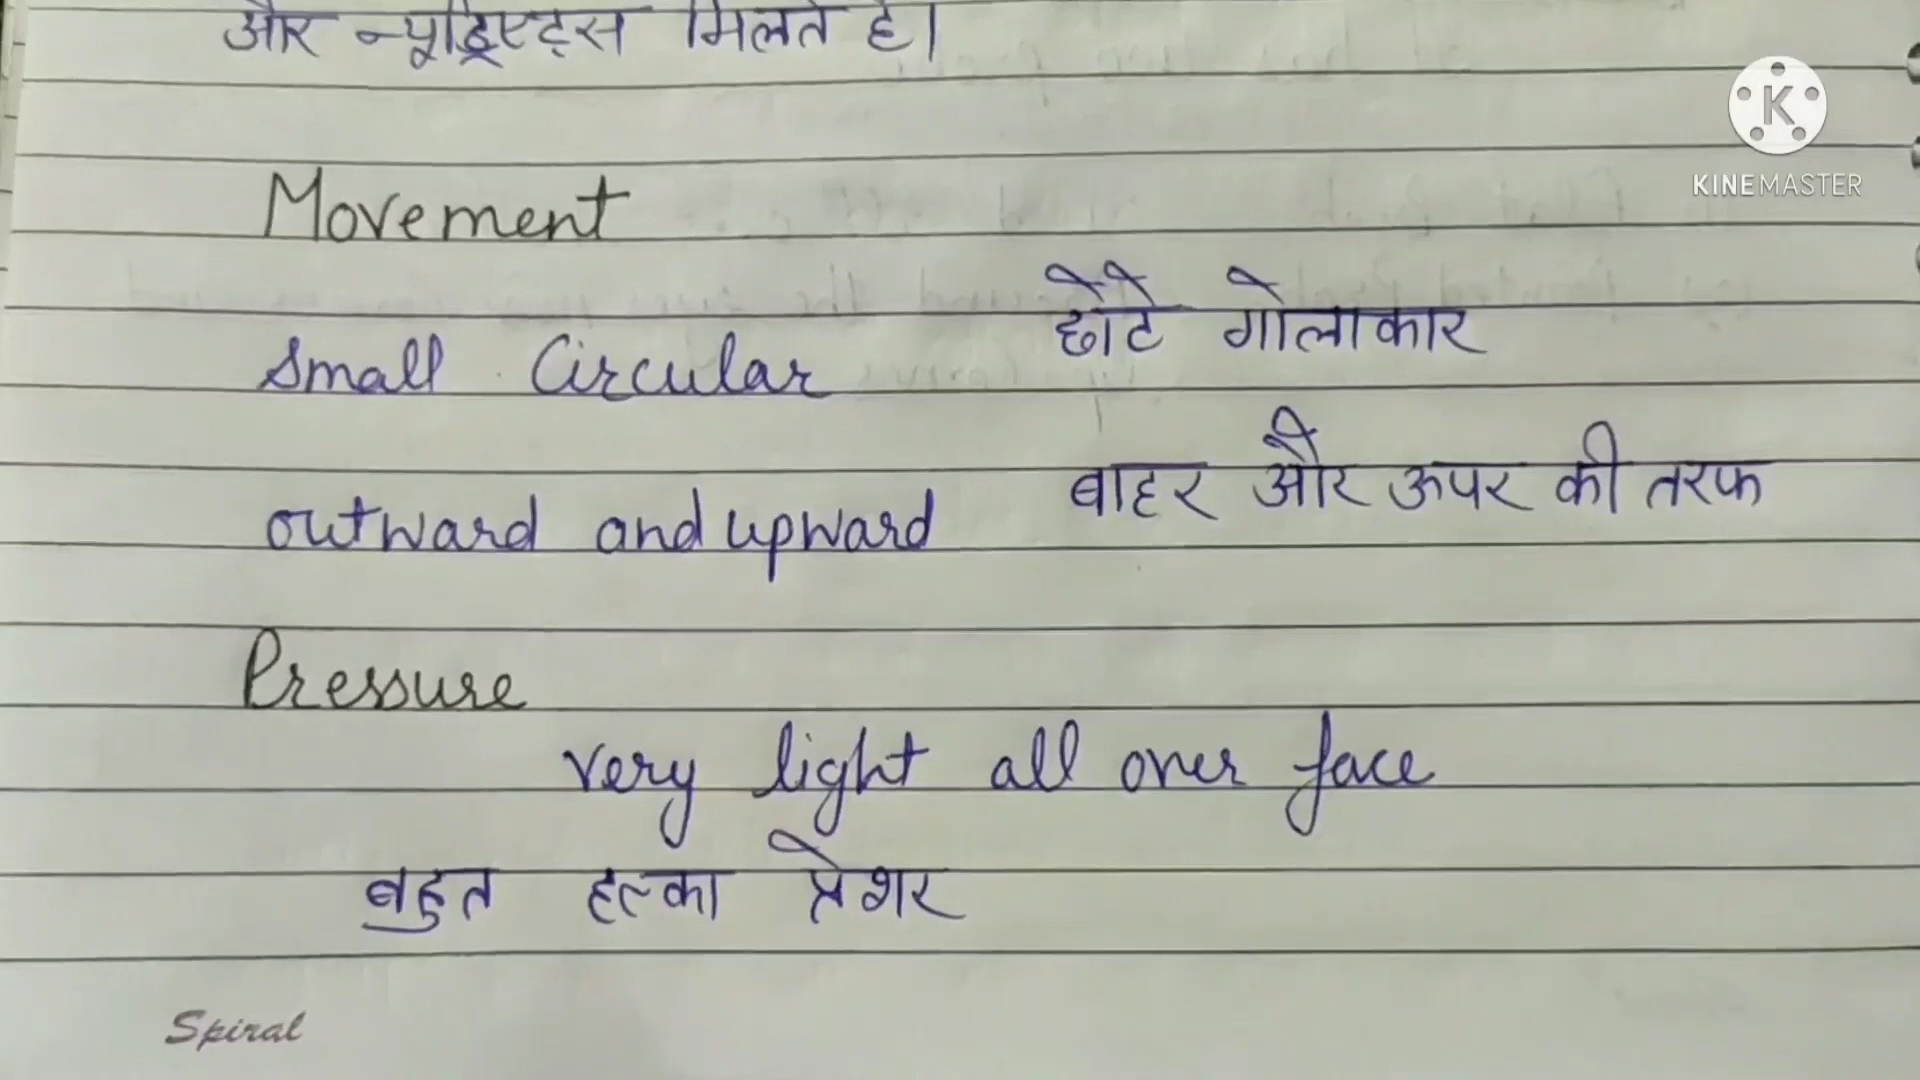 और न्यूट्रिएट्स मिलते है।
KINEMASTER
Movement
Small Circular छोटे गोलाकार
outward and upward बाहर और ऊपर की तरफ
Pressure
very light all over face
बहुत हल्का प्रेशर
Spiral